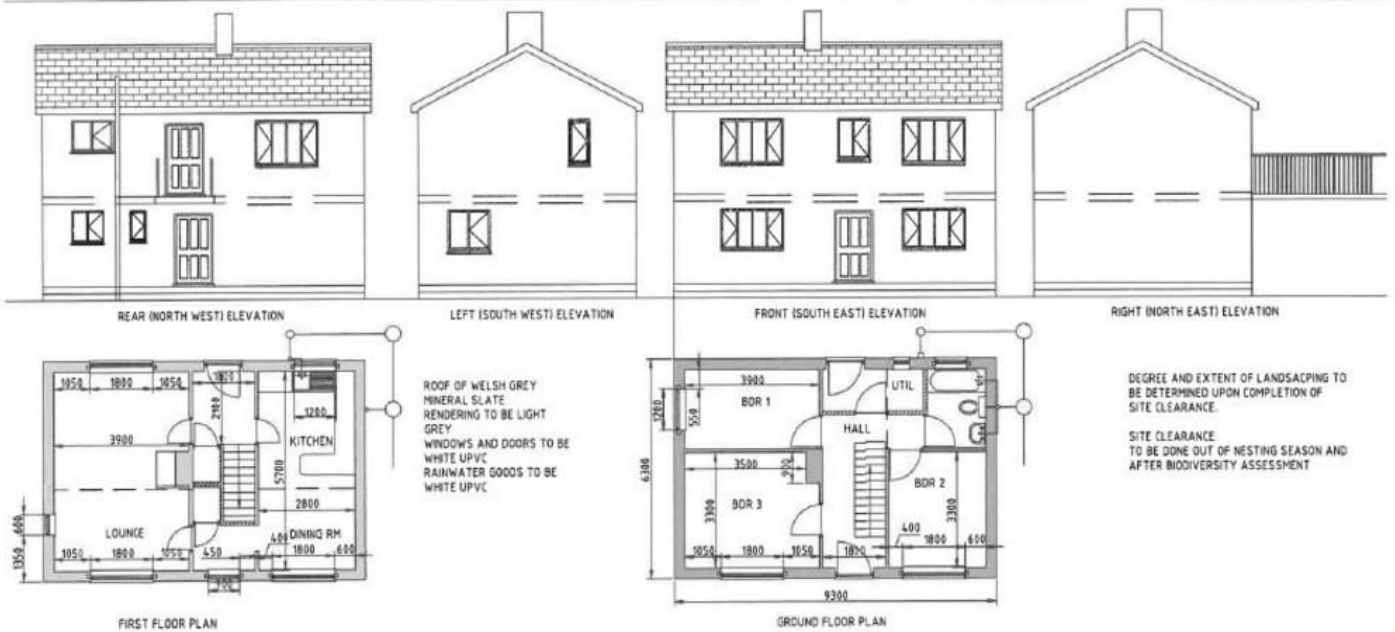 REAR (NORTH WEST) ELEVATION
LEFT (SOUTH WEST) ELEVATION
FRONT (SOUTH EAST) ELEVATION
RIGHT (NORTH EAST) ELEVATION
1050
1800
1050
1800
2100
1200
3900
KITCHEN
5700
2800
LOUNGE
DINING RM
600
1350
1050
1800
1050
450
400
1800
600
900
FIRST FLOOR PLAN
ROOF OF WELSH GREY
MINERAL SLATE
RENDERING TO BE LIGHT
GREY
WINDOWS AND DOORS TO BE
WHITE UPVC
RAINWATER GOODS TO BE
WHITE UPVC
3900
BDR 1
UTIL
1200
550
HALL
6300
3500
900
BDR 3
BDR 2
3300
3300
400
1050
1800
1050
1800
1800
600
9300
GROUND FLOOR PLAN
DEGREE AND EXTENT OF LANDSACPING TO
BE DETERMINED UPON COMPLETION OF
SITE CLEARANCE.
SITE CLEARANCE
TO BE DONE OUT OF NESTING SEASON AND
AFTER BIODIVERSITY ASSESSMENT